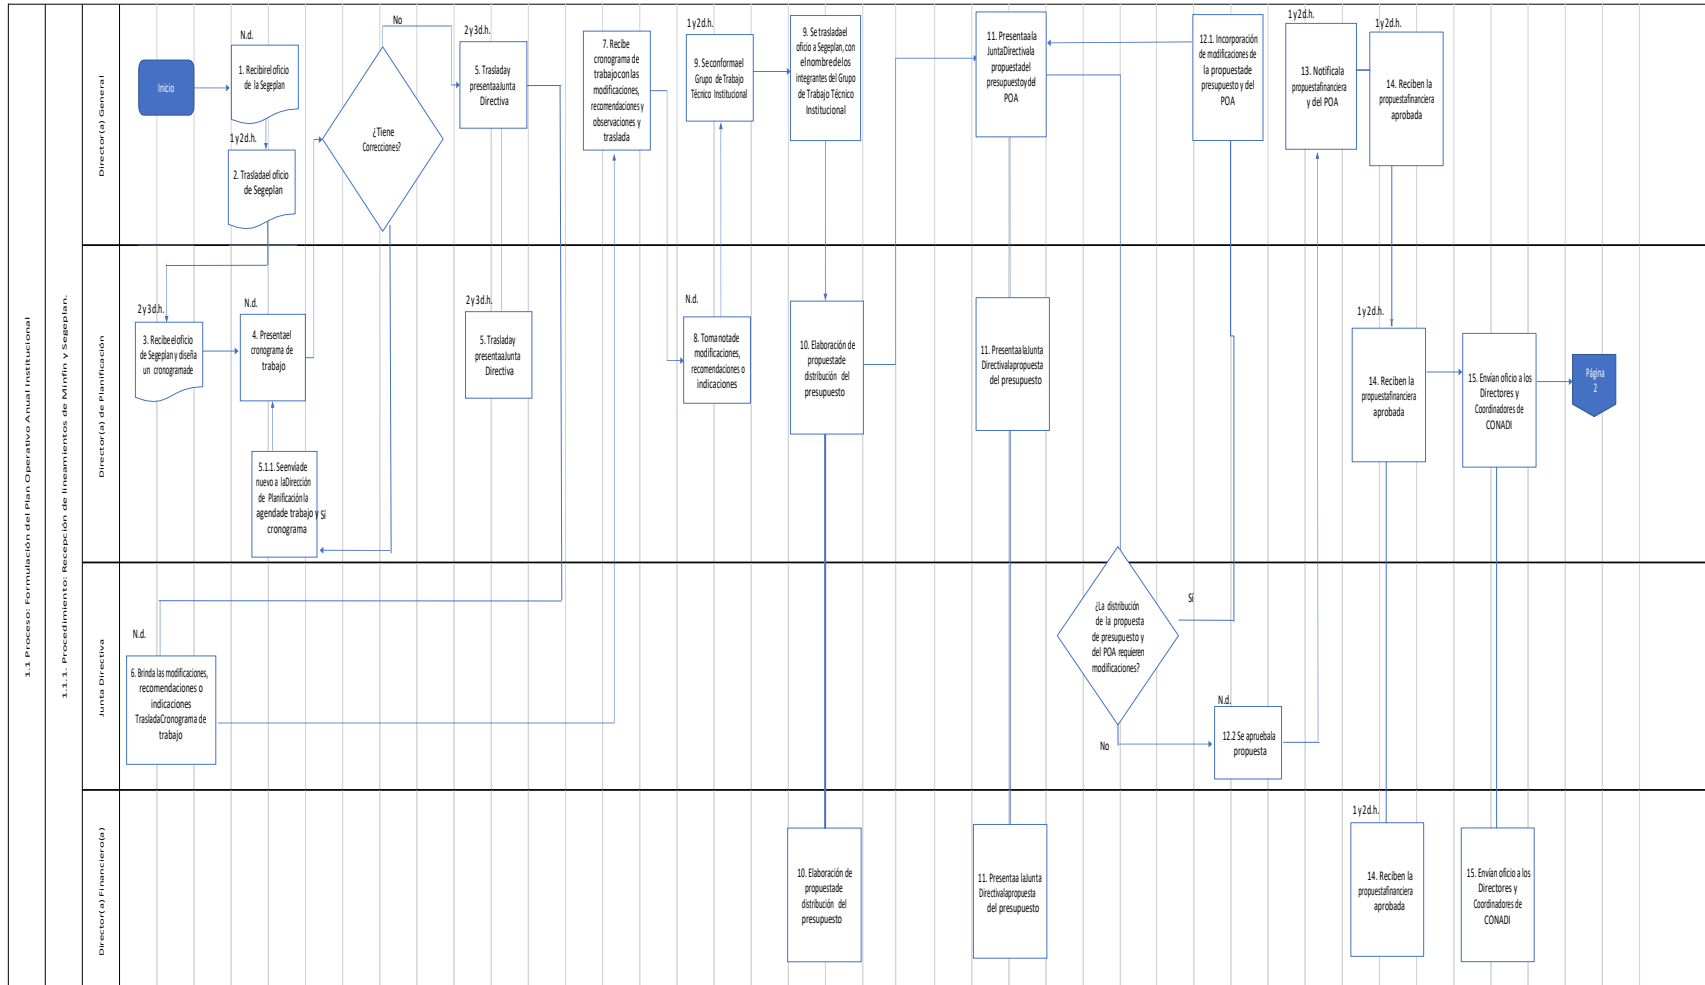 1.1 Proceso: Formulación del Plan Operativo Anual Institucional
1.1.1. Procedimiento: Recepción de lineamientos de Minfin y Segeplan.
Director(a) General
Inicio
N.d.
1. Recibirel oficio
de la Segeplan
1 y 2 d.h.
2. Trasladael oficio
de Segeplan
¿Tiene
Correcciones?
No
2 y 3 d.h.
5. Traslada y
presentaa Junta
Directiva
7. Recibe
cronograma de
trabajo con las
modificaciones,
recomendaciones y
observaciones y
traslada
1 y 2 d.h.
9. Se conforma el
Grupo de Trabajo
Técnico Institucional
9. Se traslada el
oficio a Segeplan, con
el nombre de los
integrantes del Grupo
de Trabajo Técnico
Institucional
11. Presenta a la
Junta Directiva la
propuesta del
presupuesto y del
POA
12.1. Incorporación
de modificaciones de
la propuesta de
presupuesto y del
POA
1 y 2 d.h.
13. Notifica la
propuesta financiera
y del POA
1 y 2 d.h.
14. Reciben la
propuesta financiera
aprobada
Director(a) de Planificación
2 y 3 d.h.
3. Recibe el oficio
de Segeplan y diseña
un cronograma de
N.d.
4. Presenta el
cronograma de
trabajo
5.1.1. Se envía de
nuevo a la Dirección
de Planificación la
agenda de trabajo y
cronograma
Sí
2 y 3 d.h.
5. Traslada y
presenta a Junta
Directiva
N.d.
8. Toma nota de
modificaciones,
recomendaciones o
indicaciones
10. Elaboración de
propuesta de
distribución del
presupuesto
11. Presenta a la Junta
Directiva la propuesta
del presupuesto
1 y 2 d.h.
14. Reciben la
propuesta financiera
aprobada
15. Envían oficio a los
Directores y
Coordinadores de
CONADI
Página
2
Junta Directiva
N.d.
6. Brinda las modificaciones,
recomendaciones o
indicaciones
Traslada Cronograma de
trabajo
¿La distribución
de la propuesta
de presupuesto y
del POA requieren
modificaciones?
Sí
No
N.d.
12.2 Se aprueba la
propuesta
Director(a) Financiero(a)
10. Elaboración de
propuesta de
distribución del
presupuesto
11. Presenta a la Junta
Directiva la propuesta
del presupuesto
1 y 2 d.h.
14. Reciben la
propuesta financiera
aprobada
15. Envían oficio a los
Directores y
Coordinadores de
CONADI